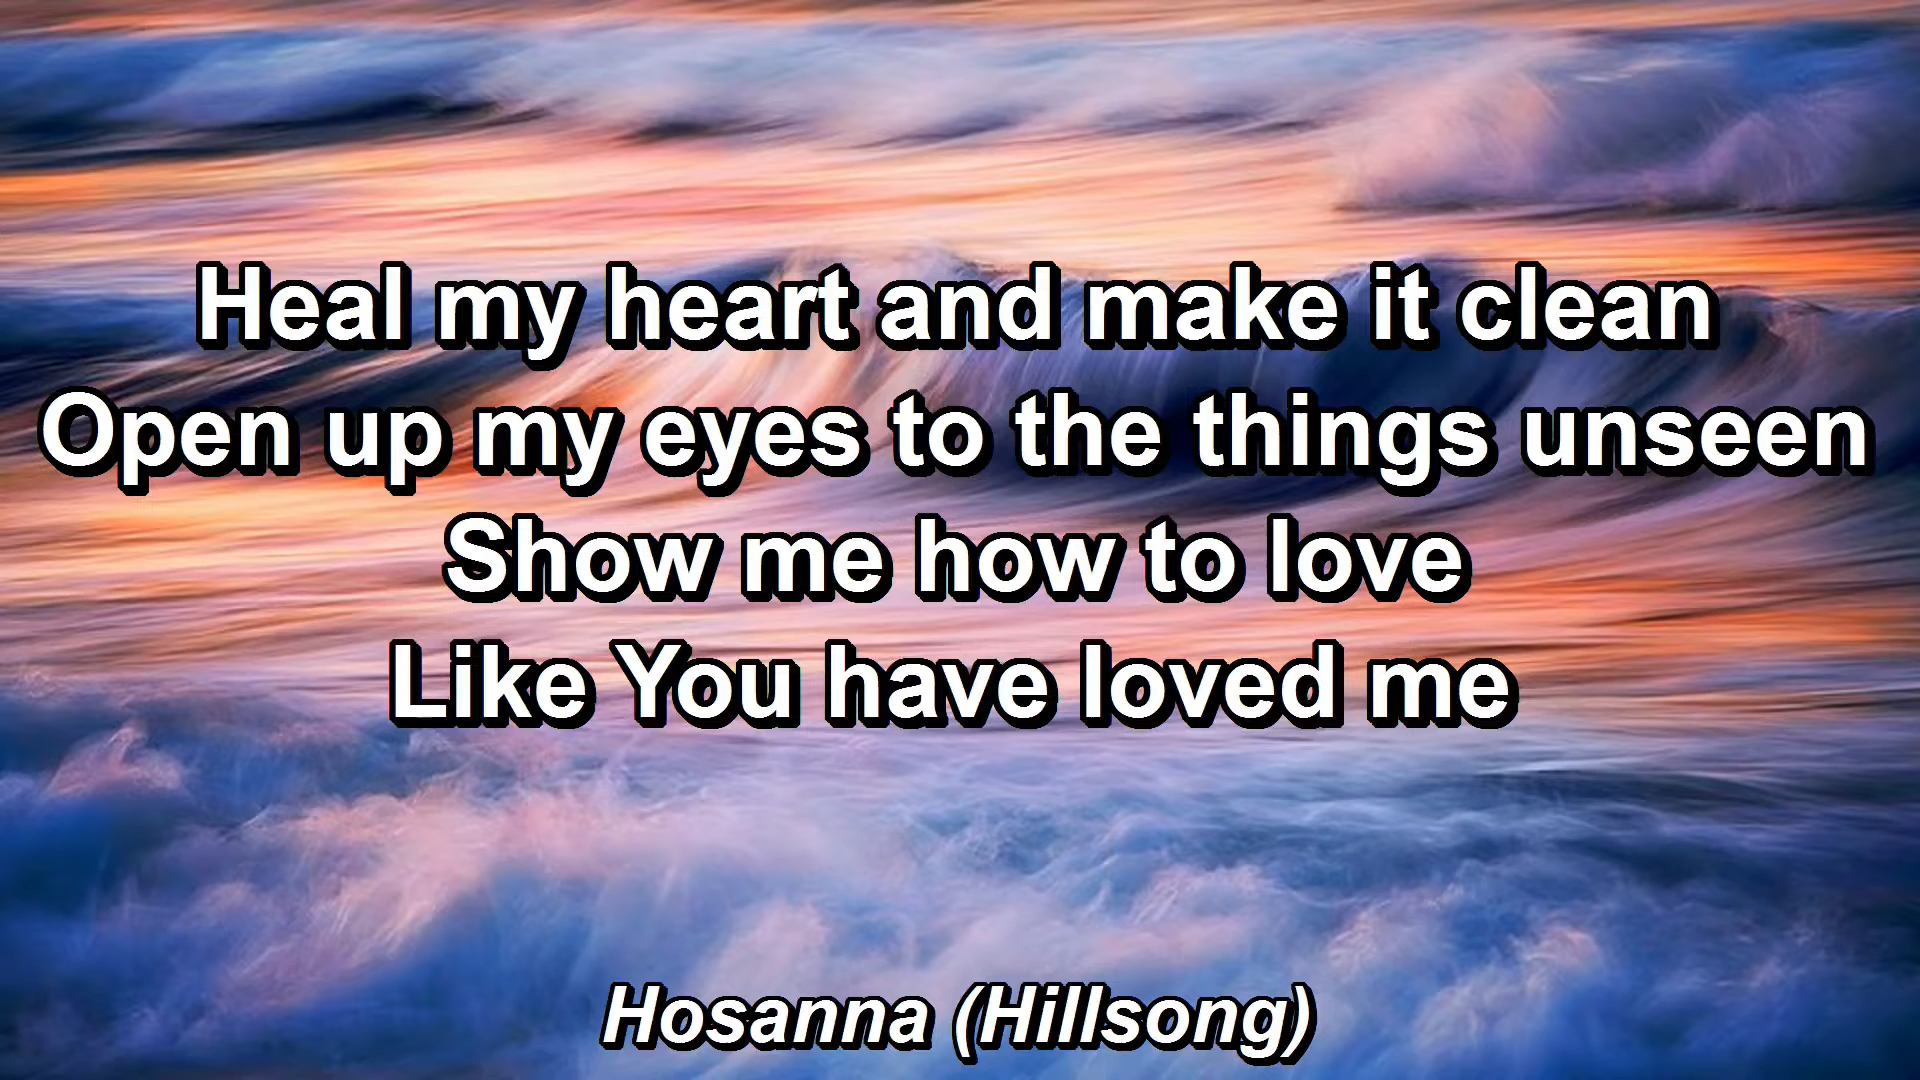 Heal my heart and make it clean
Open up my eyes to the things unseen
Show me how to love
Like You have loved me
Hosanna (Hillsong)